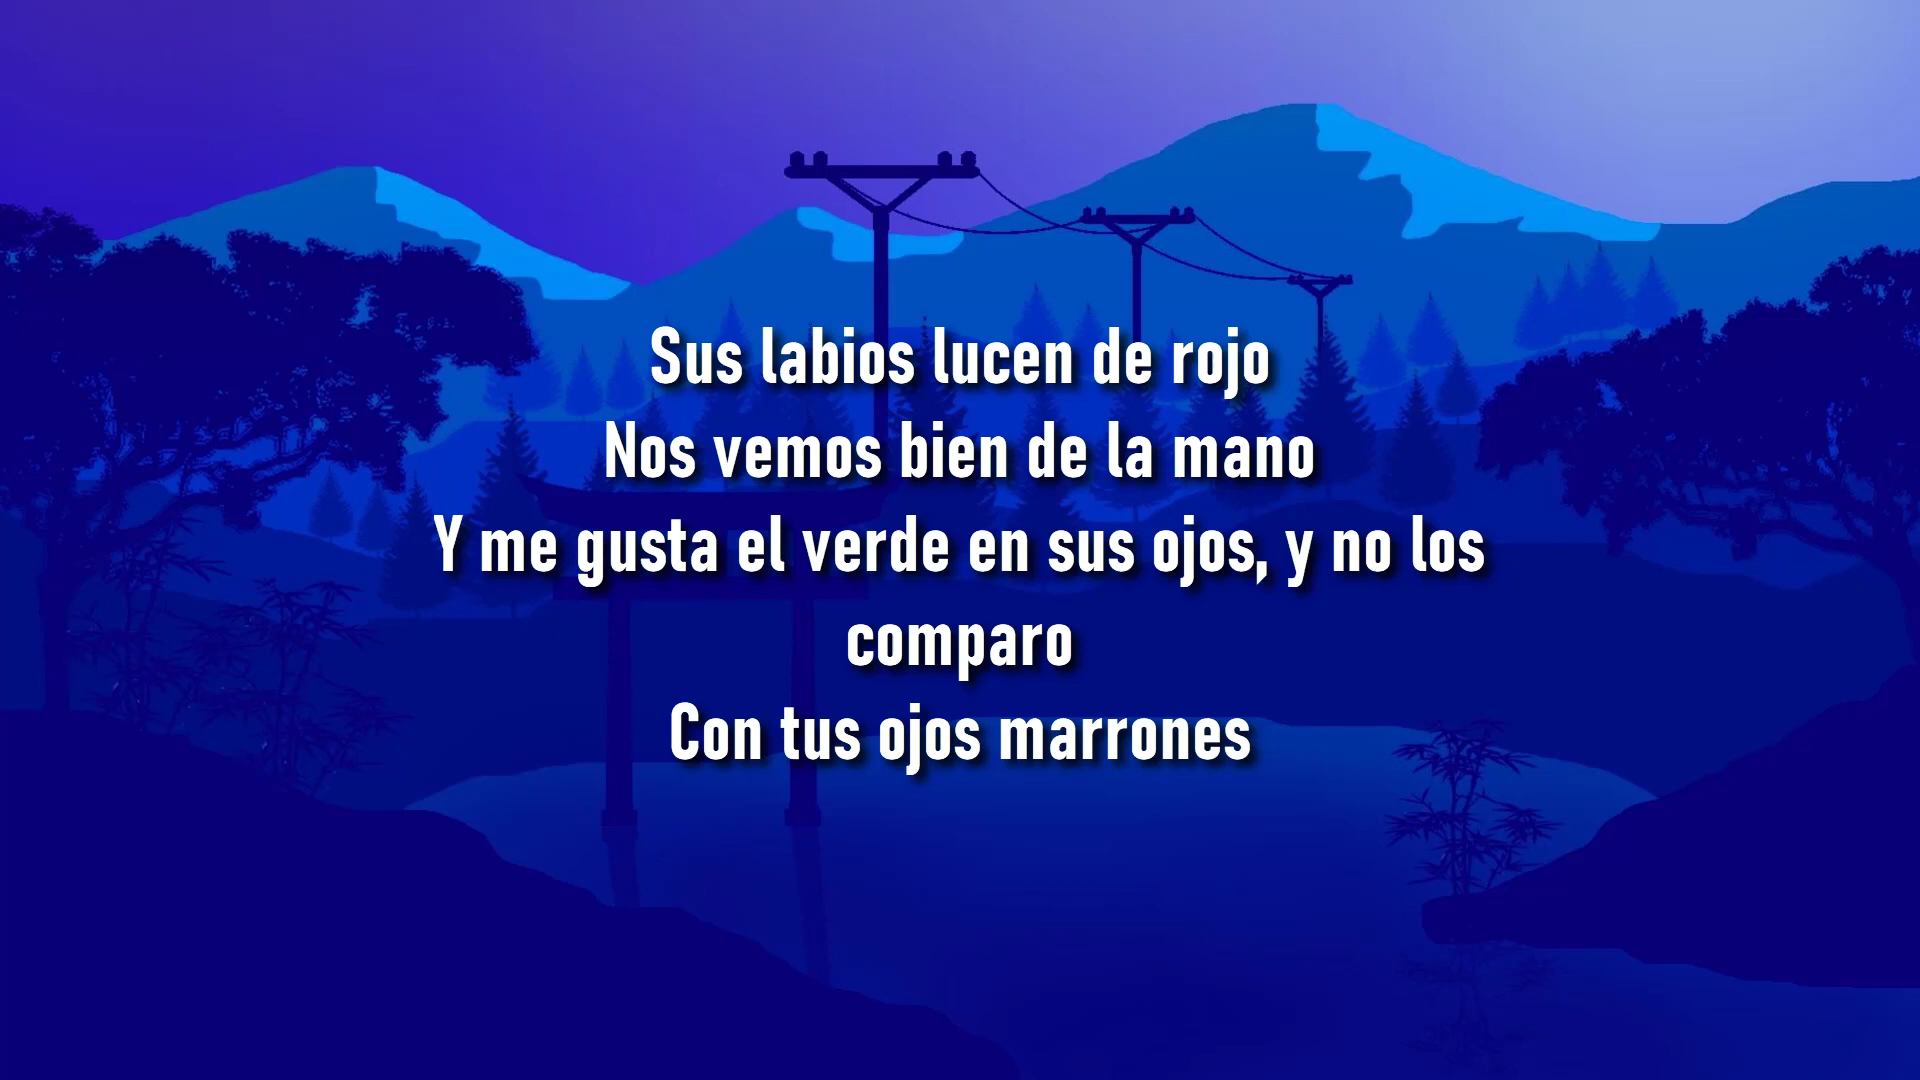 Sus labios lucen de rojo
Nos vemos bien de la mano
Y me gusta el verde en sus ojos, y no los
comparo
Con tus ojos marrones